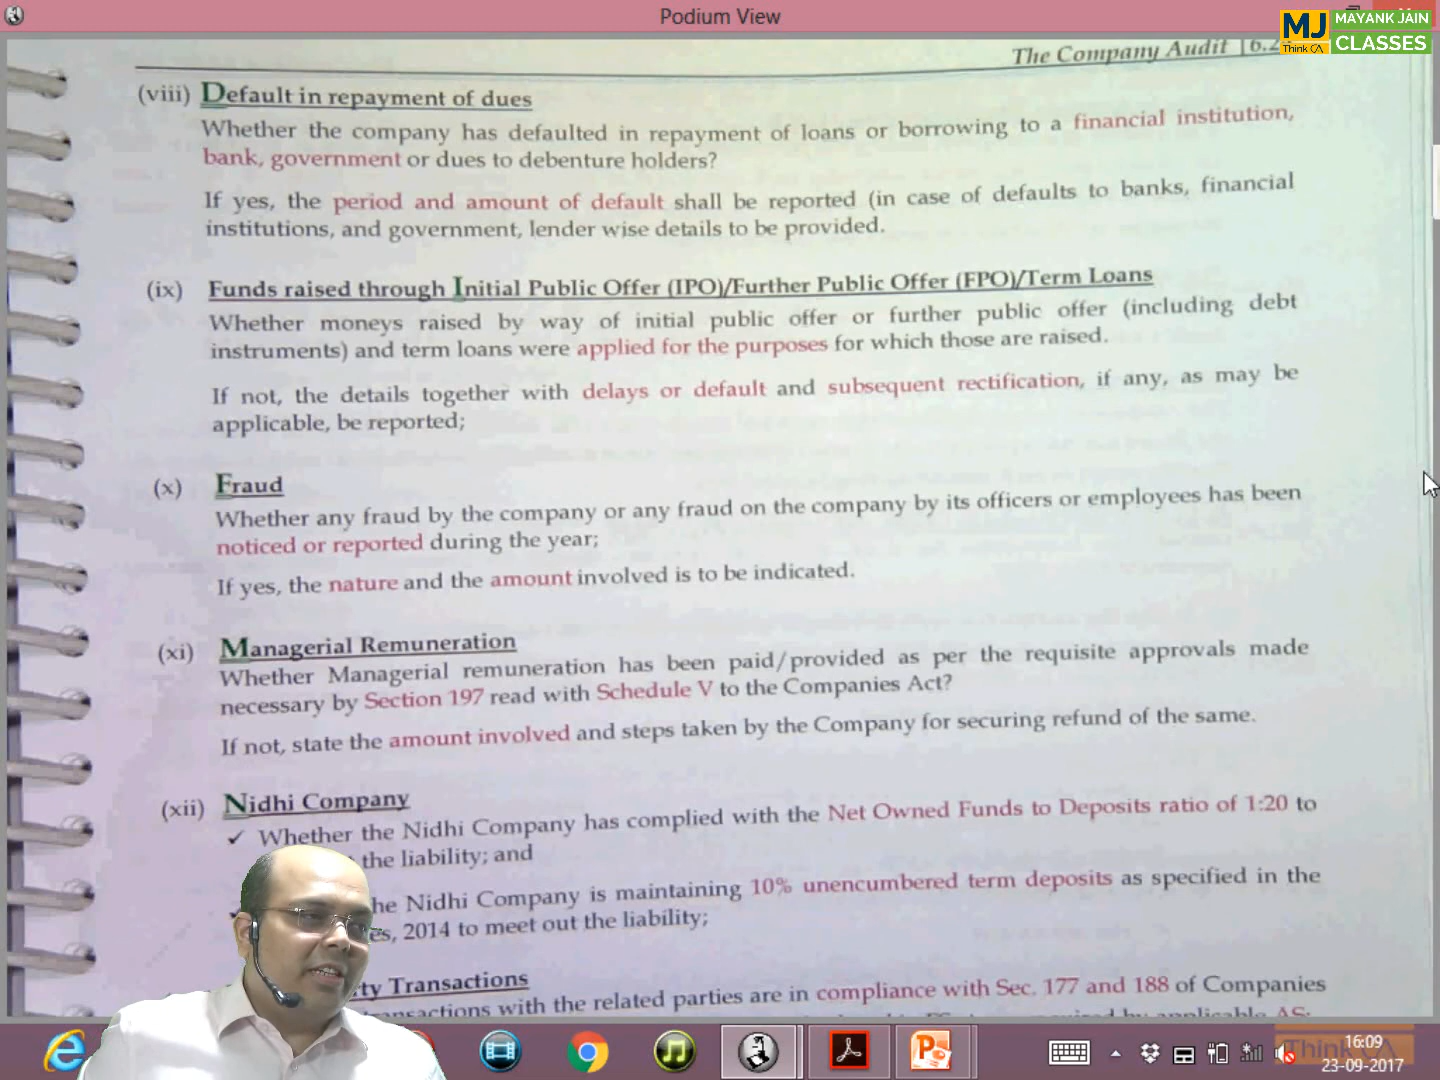 Podium View
MJ
Think CA
MAYANK JAIN
CLASSES
The Company Audit [6.2
(viii) Default in repayment of dues
Whether the company has defaulted in repayment of loans or borrowing to a financial institution,
bank, government or dues to debenture holders?
If yes, the period and amount of default shall be reported (in case of defaults to banks, financial
institutions, and government, lender wise details to be provided.
(ix) Funds raised through Initial Public Offer (IPO)/Further Public Offer (FPO)/Term Loans
Whether moneys raised by way of initial public offer or further public offer (including debt
instruments) and term loans were applied for the purposes for which those are raised.
If not, the details together with delays or default and subsequent rectification, if any, as may be
applicable, be reported;
(x) Fraud
Whether any fraud by the company or any fraud on the company by its officers or employees has been
noticed or reported during the year;
If yes, the nature and the amount involved is to be indicated.
(xi) Managerial Remuneration
Whether Managerial remuneration has been paid/provided as per the requisite approvals made
necessary by Section 197 read with Schedule V to the Companies Act?
If not, state the amount involved and steps taken by the Company for securing refund of the same.
(xii) Nidhi Company
✓ Whether the Nidhi Company has complied with the Net Owned Funds to Deposits ratio of 1:20 to
the liability; and
he Nidhi Company is maintaining 10% unencumbered term deposits as specified in the
es, 2014 to meet out the liability;
ty Transactions
nsactions with the related parties are in compliance with Sec. 177 and 188 of Companies
by applicable AS;
Think CA
16:09
23-09-2017